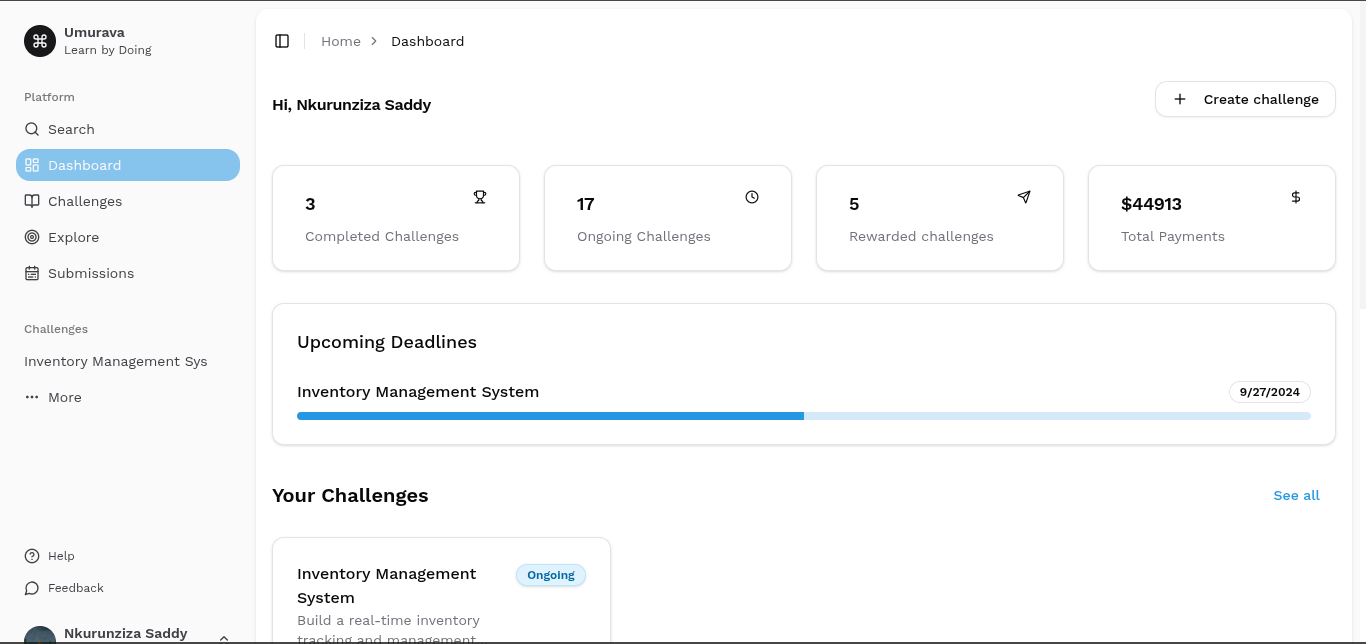 Umurava
Learn by Doing
Platform
Search
Dashboard
Challenges
Explore
Submissions
Challenges
Inventory Management Sys
More
Help
Feedback
Nkurunziza Saddy
Home
Dashboard
Hi, Nkurunziza Saddy
Create challenge
3
Completed Challenges
17
Ongoing Challenges
5
Rewarded challenges
$44913
Total Payments
Upcoming Deadlines
Inventory Management System
9/27/2024
Your Challenges
See all
Inventory Management
System
Ongoing
Build a real-time inventory
tracking and management